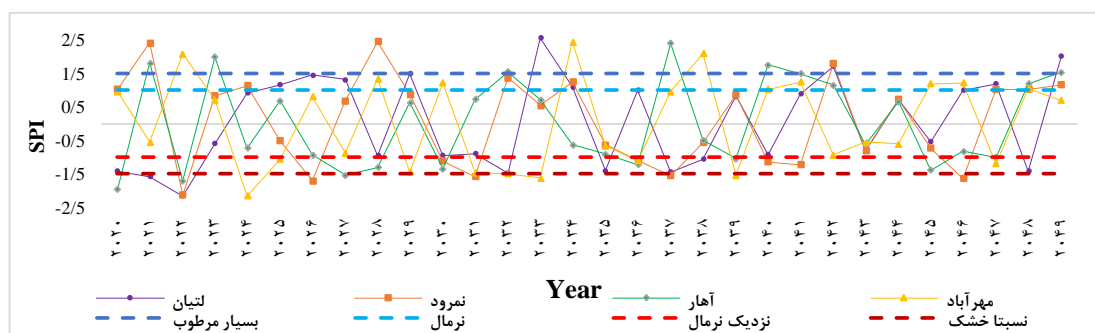 2/5
1/5
0/5
-0/5
-1/5
-2/5
SPI
۲۰۲۰ ۲۰۲۱ ۲۰۲۲ ۲۰۲۳ ۲۰۲۴ ۲۰۲۵ ۲۰۲۶ ۲۰۲۷ ۲۰۲۸ ۲۰۲۹ ۲۰۳۰ ۲۰۳۱ ۲۰۳۲ ۲۰۳۳ ۲۰۳۴ ۲۰۳۵ ۲۰۳۶ ۲۰۳۷ ۲۰۳۸ ۲۰۳۹ ۲۰۴۰ ۲۰۴۱ ۲۰۴۲ ۲۰۴۳ ۲۰۴۴ ۲۰۴۵ ۲۰۴۶ ۲۰۴۷ ۲۰۴۸ ۲۰۴۹
Year
لتیان نمرود آهار مهرآباد
بسیار مرطوب نرمال نزدیک نرمال نسبتا خشک